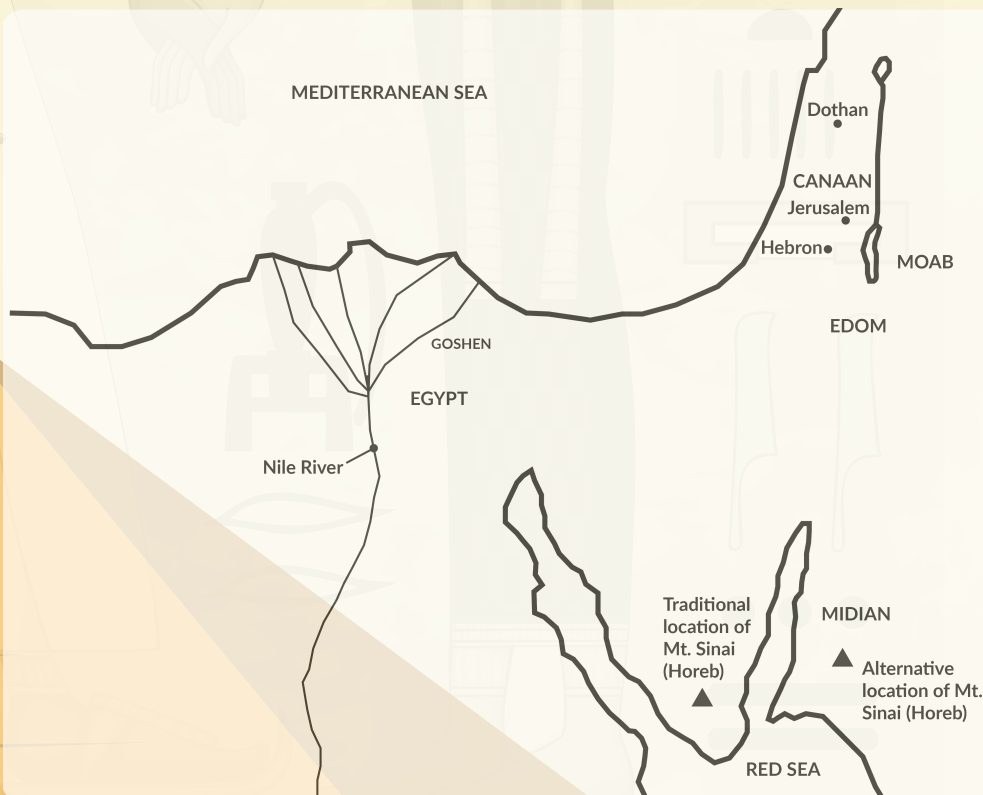 MEDITERRANEAN SEA
Dothan
CANAAN
Jerusalem
Hebron
MOAB
EDOM
GOSHEN
EGYPT
Nile River
Traditional
location of
Mt. Sinai
(Horeb)
MIDIAN
Alternative
location of Mt.
Sinai (Horeb)
RED SEA